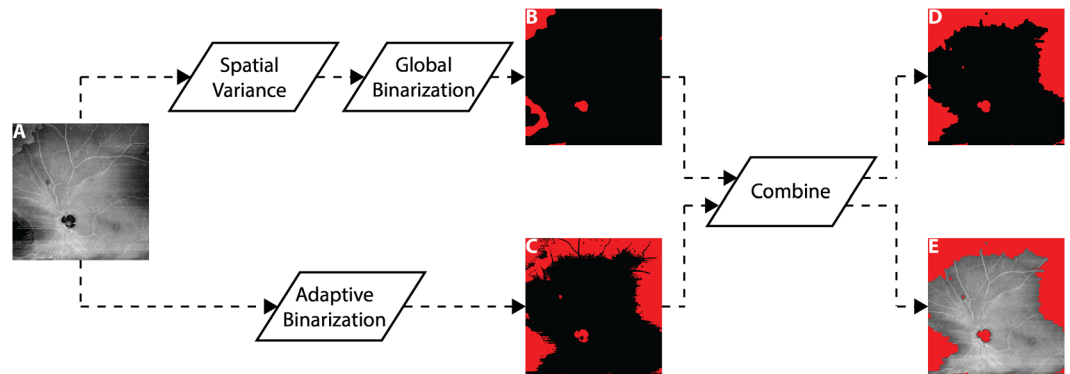 B
D
Spatial
Variance
Global
Binarization
A
Combine
C
E
Adaptive
Binarization